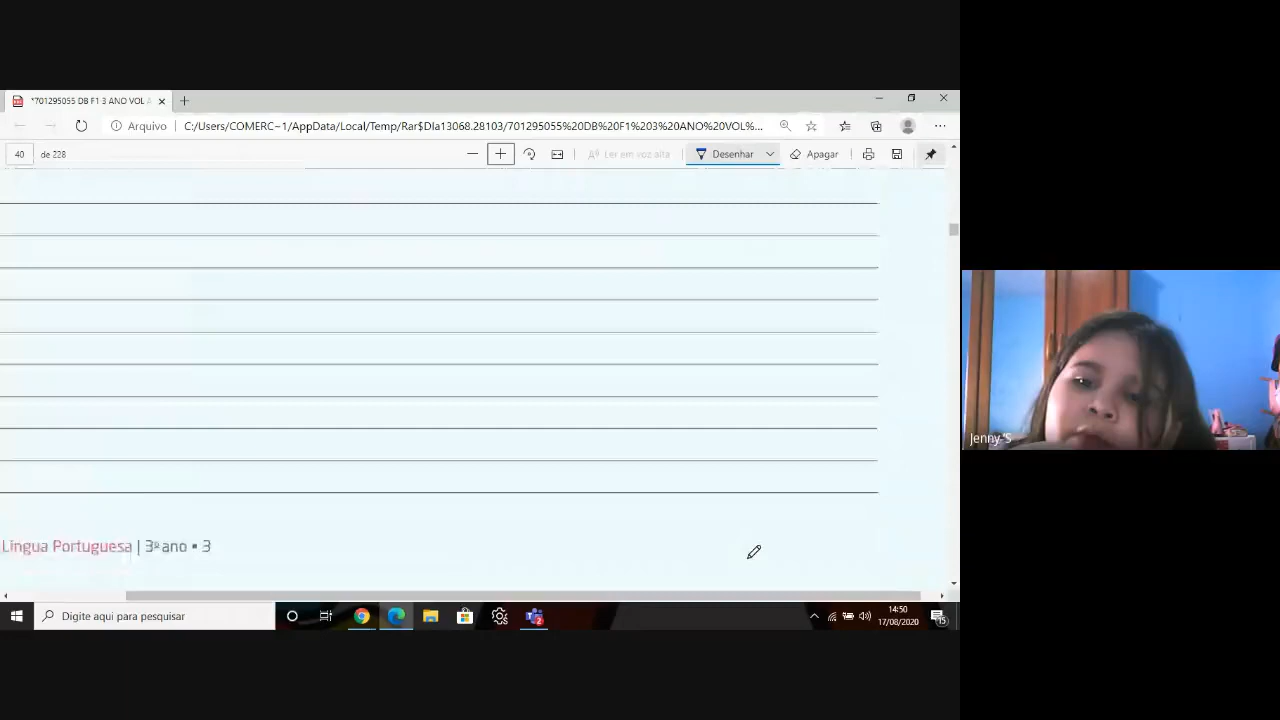 *701295055 DB F1 3 ANO VOL
Arquivo
C:/Users/COMERC~1/AppData/Local/Temp/Rar$DIa13068.28103/701295055%20DB%20F1%203%20ANO%20VOL%...
40 de 228
Ler em voz alta
Desenhar
Apagar
Língua Portuguesa | 3º ano ▪ 3
Jenny'S
Digite aqui para pesquisar
14:50
17/08/2020
15